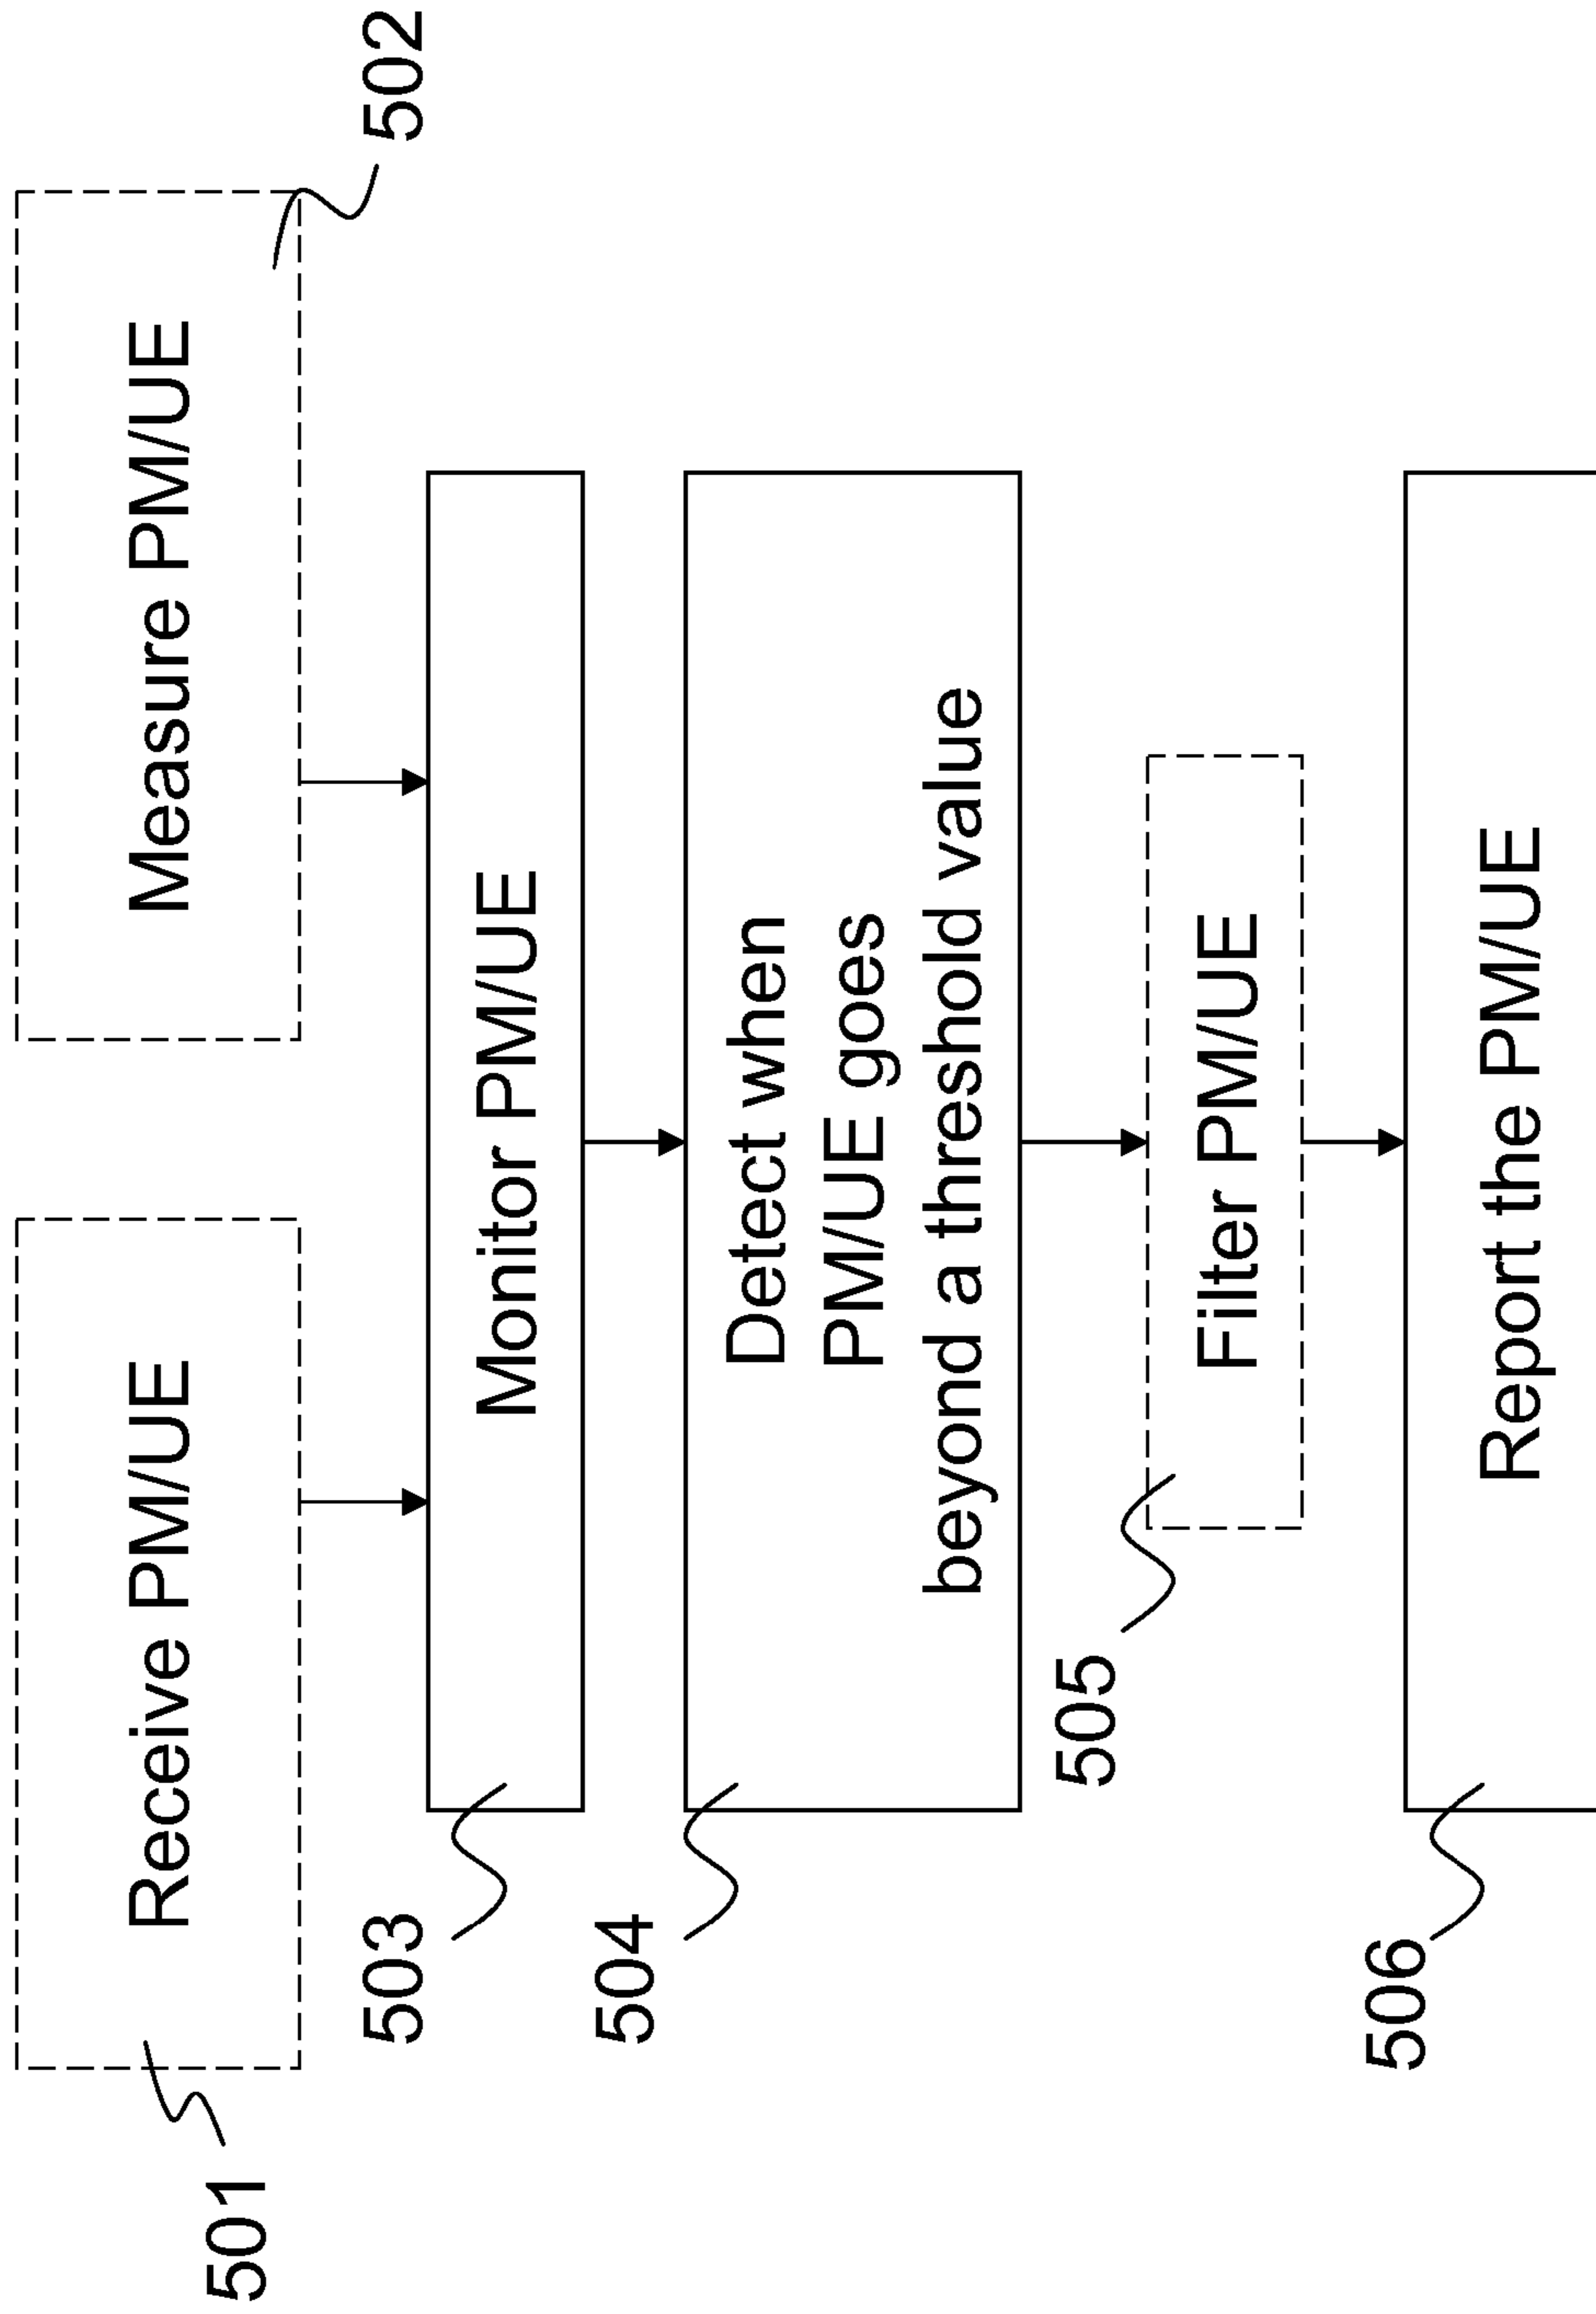 501
Receive PM/UE
Measure PM/UE
502
503
Monitor PM/UE
504
Detect when
PM/UE goes
beyond a threshold value
505
Filter PM/UE
506
Report the PM/UE